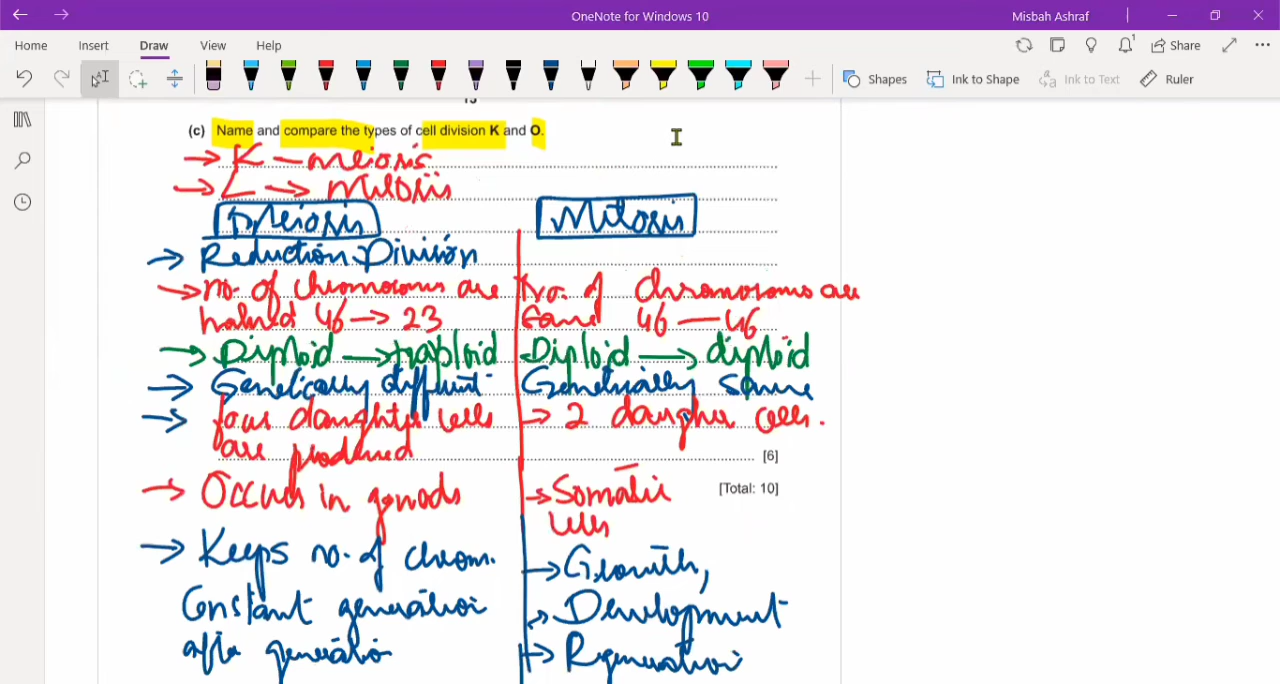 OneNote for Windows 10
Misbah Ashraf
Home Insert Draw View Help
Share
Shapes Ink to Shape Ink to Text Ruler
(c) Name and compare the types of cell division K and O.
→ K – meiosis
→ L → mitosis
Meiosis Mitosis
→ Reduction Division
→ no. of chromosoms are No. of Chromosoms are
halved 46 → 23 Same 46 — 46
→ Diploid → haploid Diploid → diploid
→ Genetically different Genetically same
→ four daughter cells → 2 daugher cells.
are produced
[6]
→ Occurs in gonads → Somatic
cells
[Total: 10]
→ Keeps no. of chrom. → Growth,
Constant generation → Development
after generation → Regeneration